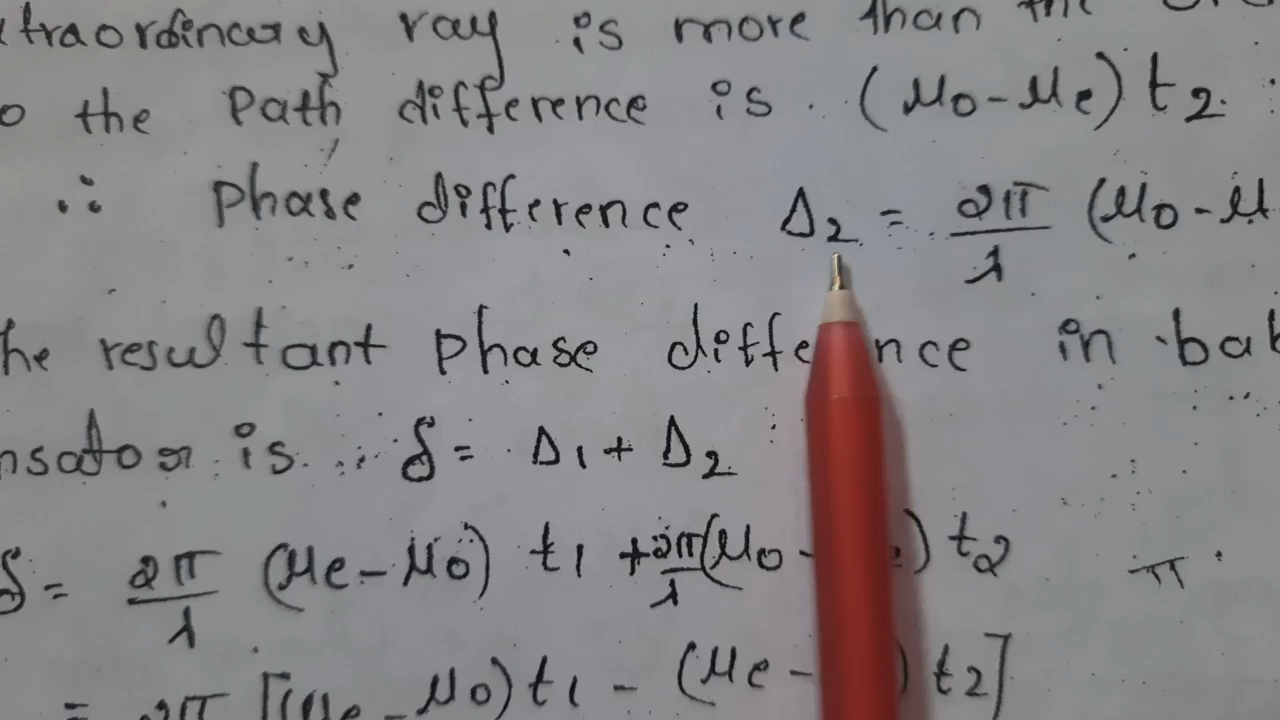 traordinary ray is more than the
o the Path difference is (μo-μe) t2
∴ Phase difference Δ2 = 2π/λ (μo-μ
he resultant phase difference in bab
nsator is δ = Δ1 + Δ2
δ = 2π/λ (μe-μo) t1 + 2π/λ (μo- ) t2 π
= 2π [(μe-μo) t1 - (μe- ) t2]